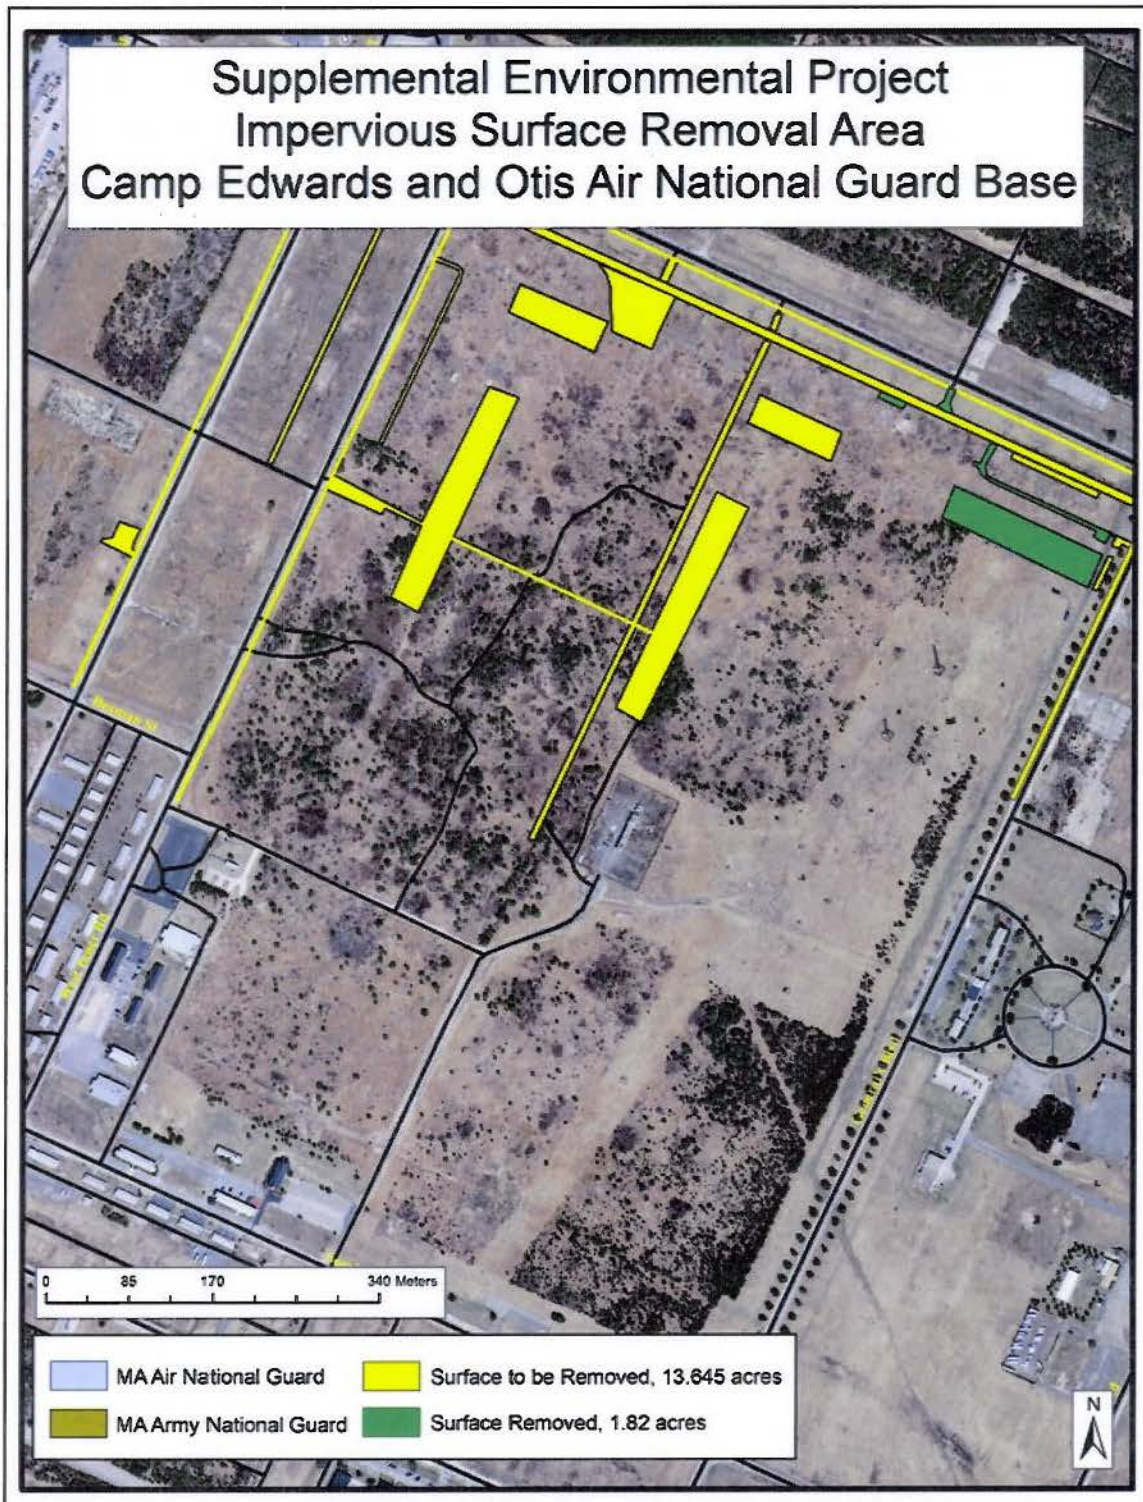 Supplemental Environmental Project
Impervious Surface Removal Area
Camp Edwards and Otis Air National Guard Base
0 85 170 340 Meters
MA Air National Guard
Surface to be Removed, 13.645 acres
MA Army National Guard
Surface Removed, 1.82 acres
N